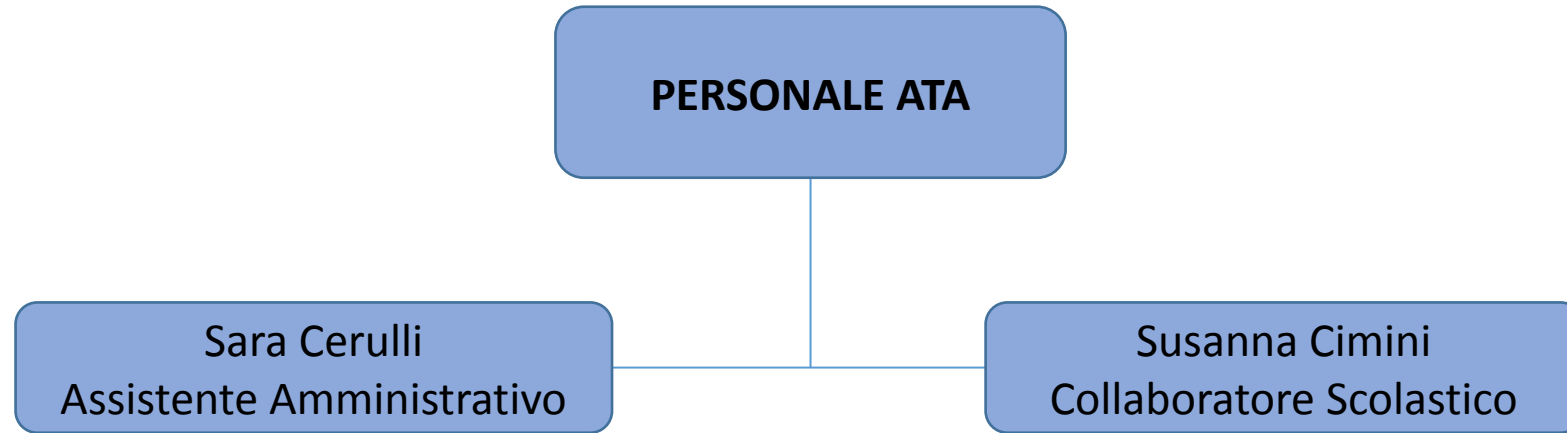 PERSONALE ATA
Sara Cerulli
Assistente Amministrativo
Susanna Cimini
Collaboratore Scolastico